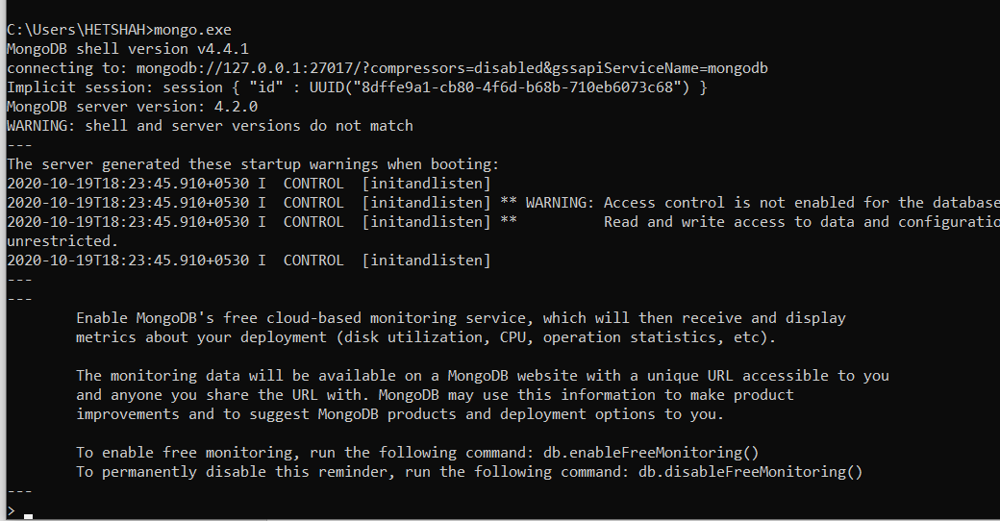 C:\Users\HETSHAH>mongo.exe
MongoDB shell version v4.4.1
connecting to: mongodb://127.0.0.1:27017/?compressors=disabled&gssapiServiceName=mongodb
Implicit session: session { "id" : UUID("8dffe9a1-cb80-4f6d-b68b-710eb6073c68") }
MongoDB server version: 4.2.0
WARNING: shell and server versions do not match
---
The server generated these startup warnings when booting:
2020-10-19T18:23:45.910+0530 I  CONTROL  [initandlisten]
2020-10-19T18:23:45.910+0530 I  CONTROL  [initandlisten] ** WARNING: Access control is not enabled for the database
2020-10-19T18:23:45.910+0530 I  CONTROL  [initandlisten] **          Read and write access to data and configuratio
unrestricted.
2020-10-19T18:23:45.910+0530 I  CONTROL  [initandlisten]
---
---
Enable MongoDB's free cloud-based monitoring service, which will then receive and display
metrics about your deployment (disk utilization, CPU, operation statistics, etc).
The monitoring data will be available on a MongoDB website with a unique URL accessible to you
and anyone you share the URL with. MongoDB may use this information to make product
improvements and to suggest MongoDB products and deployment options to you.
To enable free monitoring, run the following command: db.enableFreeMonitoring()
To permanently disable this reminder, run the following command: db.disableFreeMonitoring()
---
>